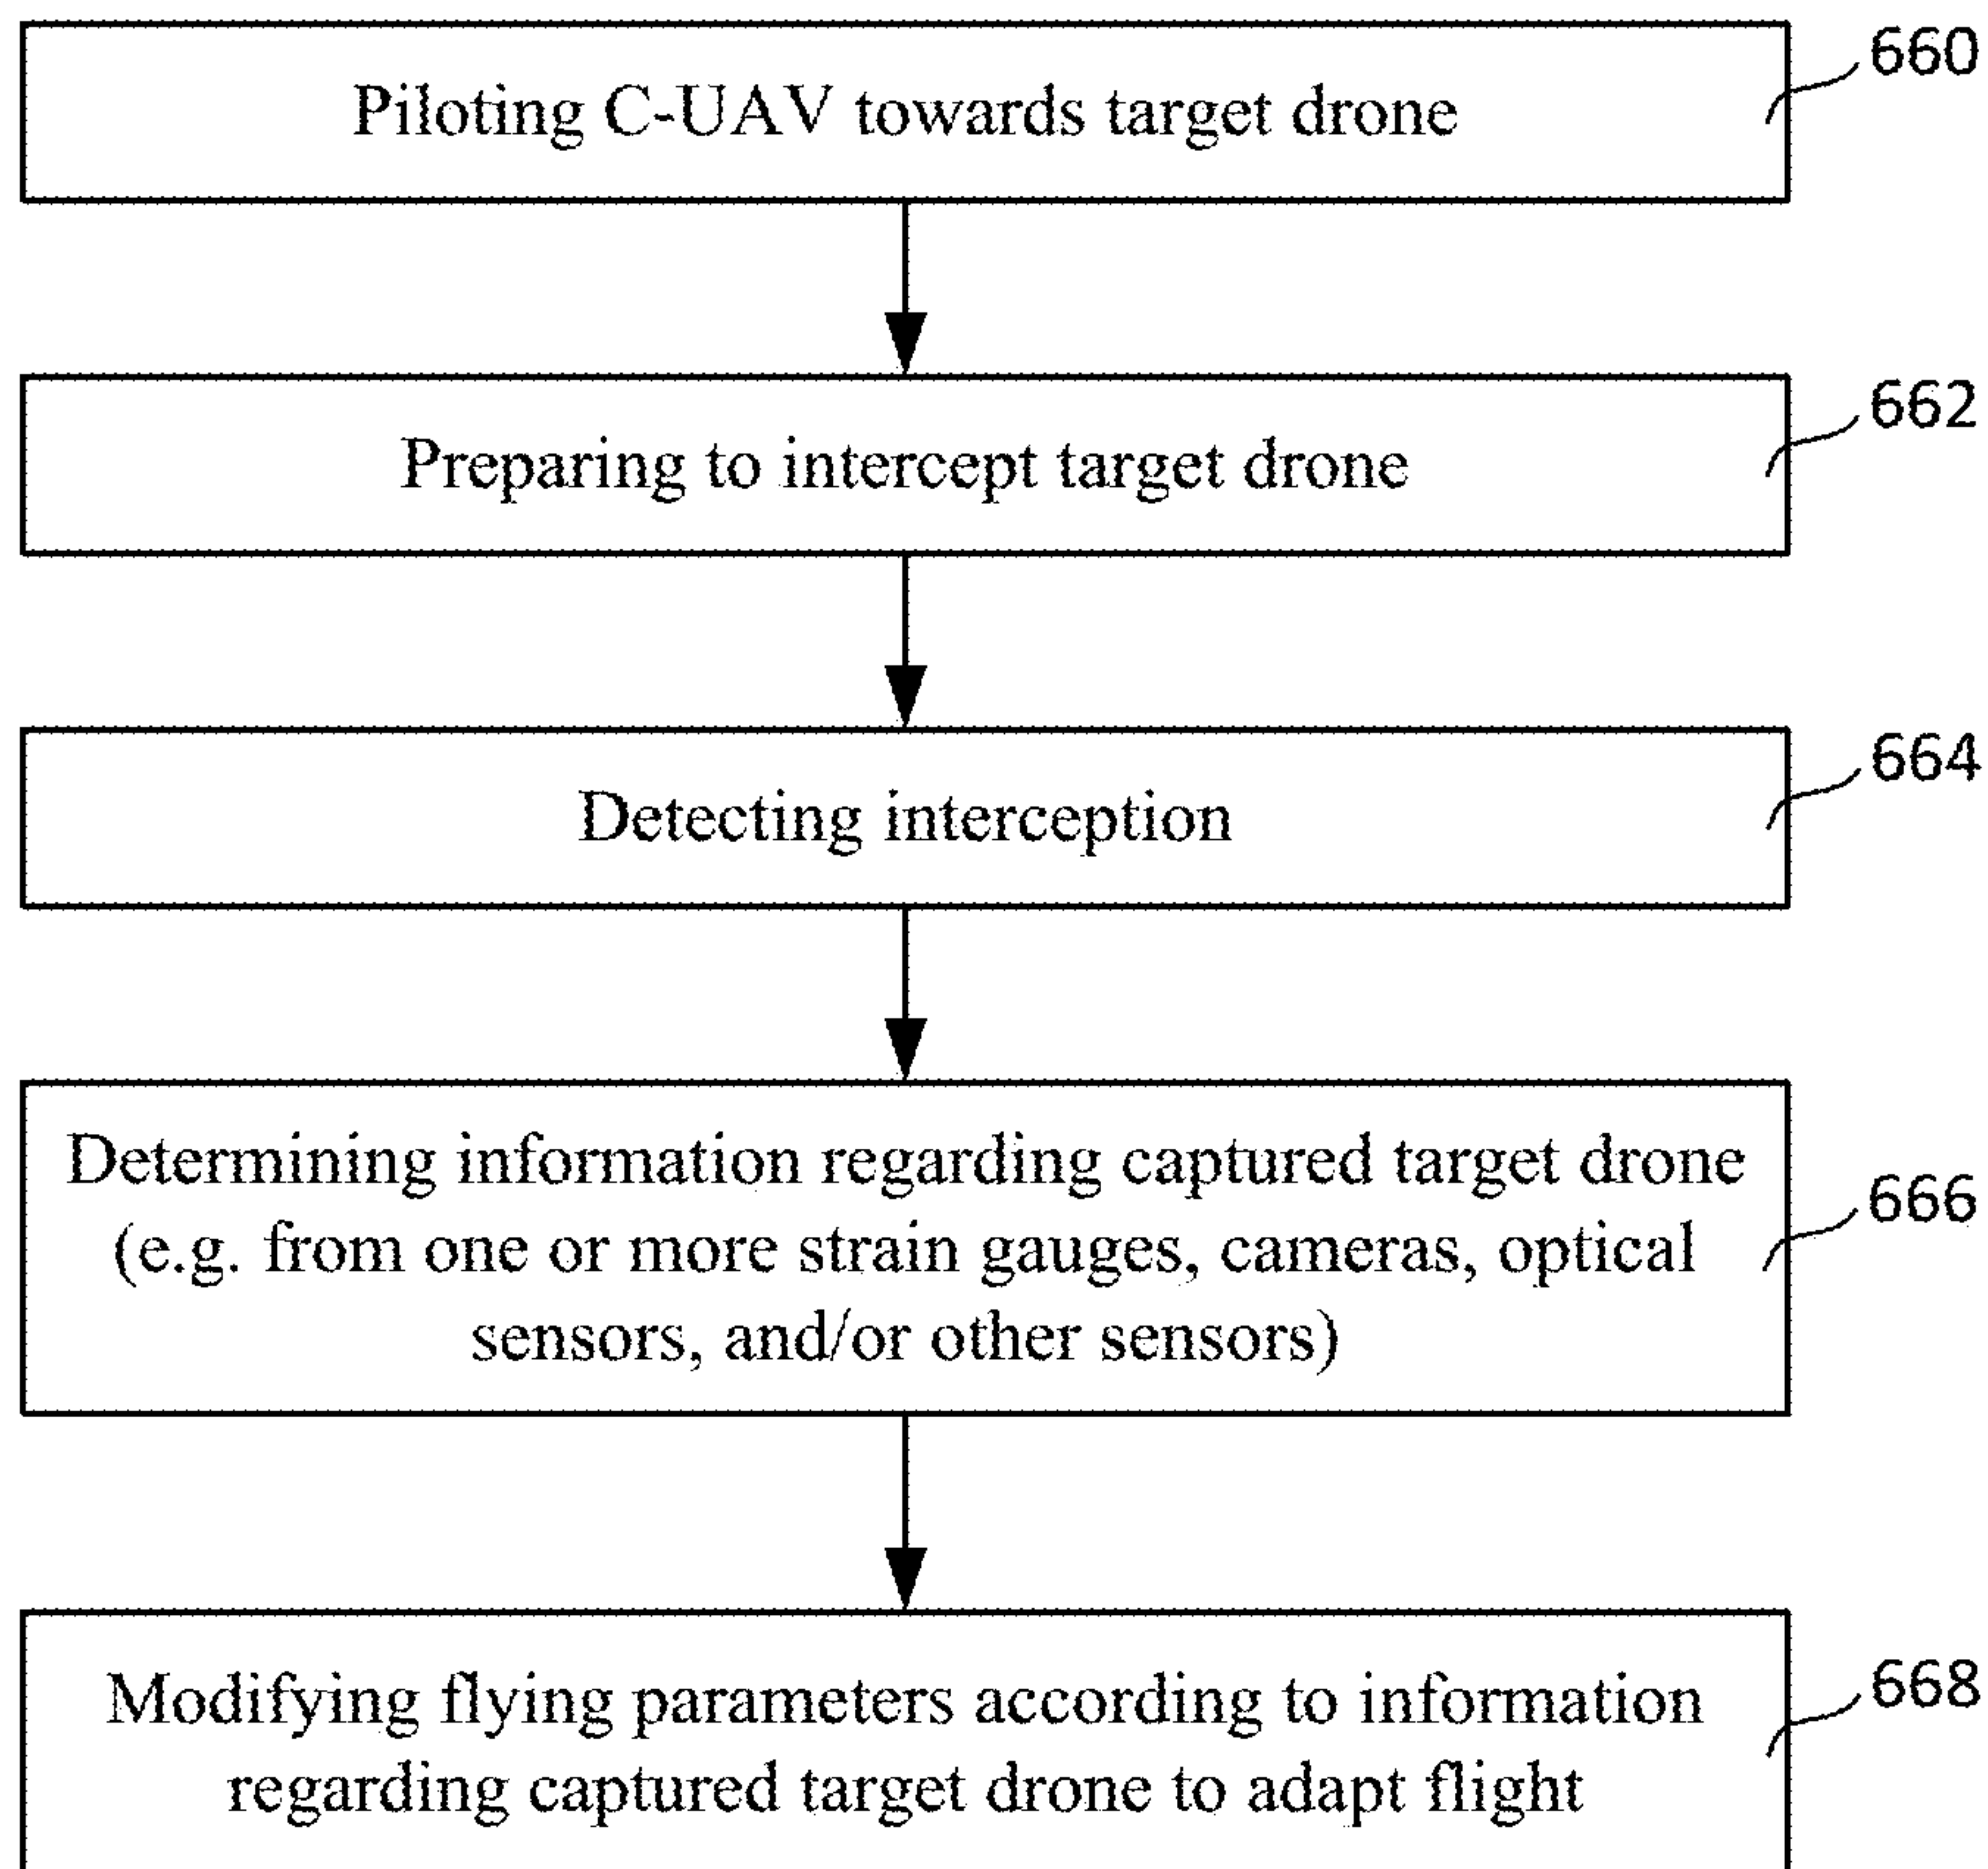 Piloting C-UAV towards target drone
660
Preparing to intercept target drone
662
Detecting interception
664
Determining information regarding captured target drone
(e.g. from one or more strain gauges, cameras, optical
sensors, and/or other sensors)
666
Modifying flying parameters according to information
regarding captured target drone to adapt flight
668